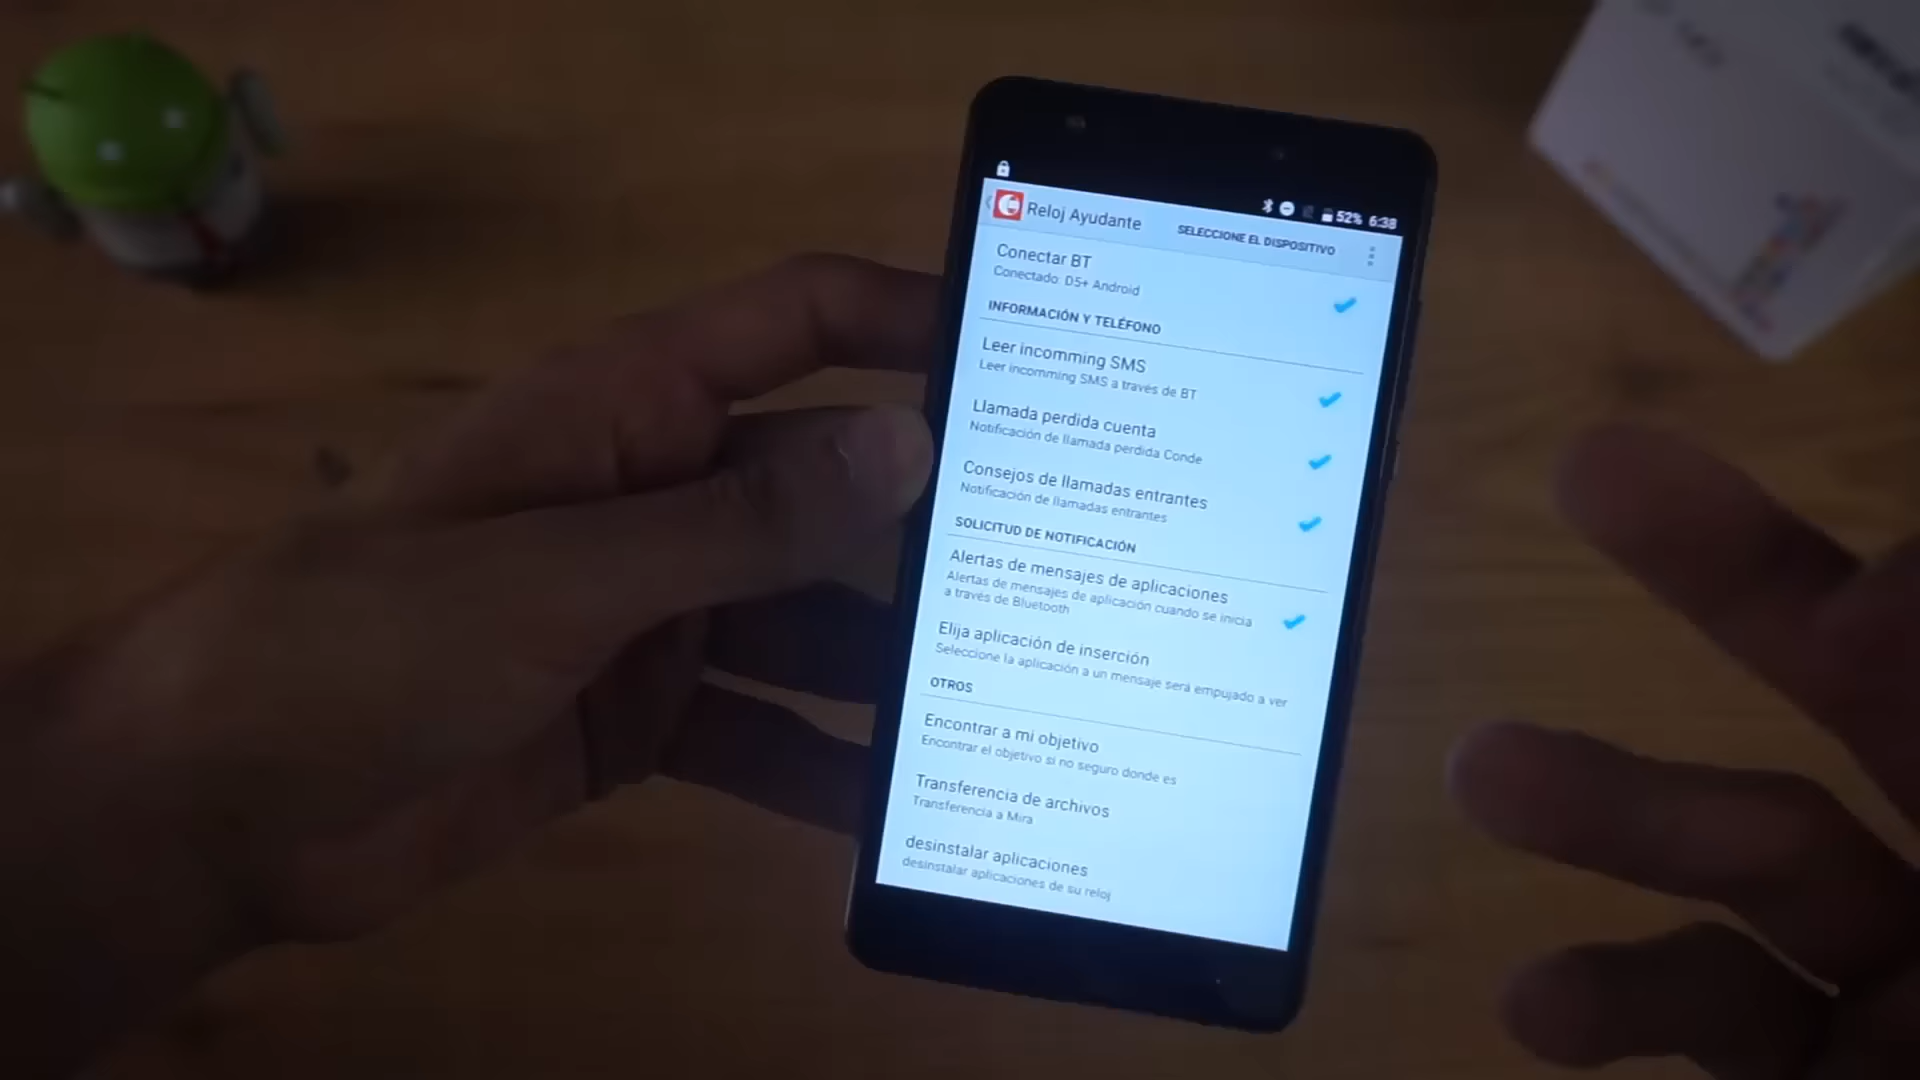 52% 6:38
Reloj Ayudante
SELECCIONE EL DISPOSITIVO
Conectar BT
Conectado: D5+ Android
INFORMACIÓN Y TELÉFONO
Leer incomming SMS
Leer incomming SMS a través de BT
Llamada perdida cuenta
Notificación de llamada perdida Conde
Consejos de llamadas entrantes
Notificación de llamadas entrantes
SOLICITUD DE NOTIFICACIÓN
Alertas de mensajes de aplicaciones
Alertas de mensajes de aplicación cuando se inicia
a través de Bluetooth
Elija aplicación de inserción
Seleccione la aplicación a un mensaje será empujado a ver
OTROS
Encontrar a mi objetivo
Encontrar el objetivo si no seguro donde es
Transferencia de archivos
Transferencia a Mira
desinstalar aplicaciones
desinstalar aplicaciones de su reloj